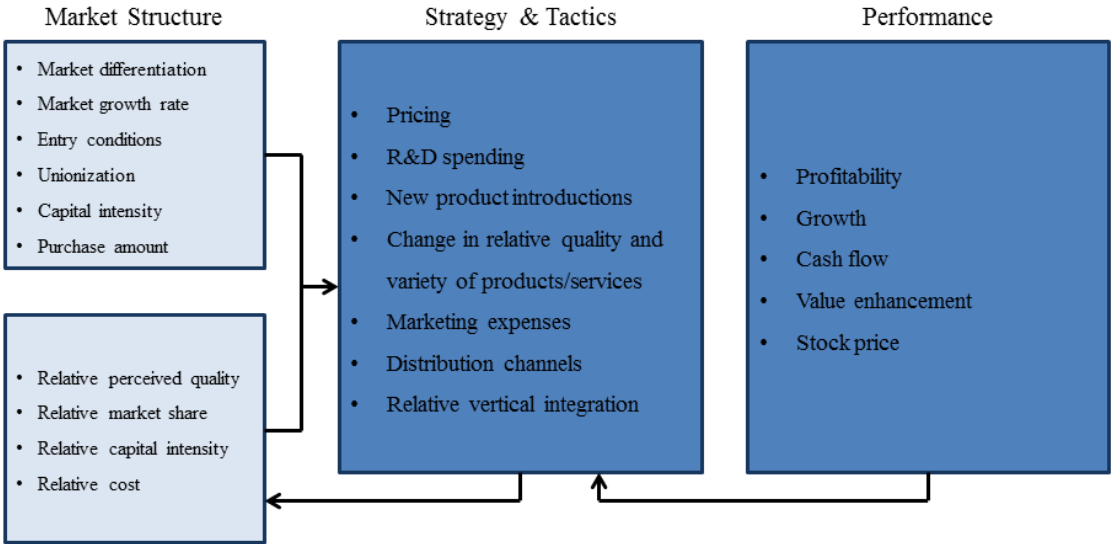 Market Structure
• Market differentiation
• Market growth rate
• Entry conditions
• Unionization
• Capital intensity
• Purchase amount
• Relative perceived quality
• Relative market share
• Relative capital intensity
• Relative cost
Strategy & Tactics
• Pricing
• R&D spending
• New product introductions
• Change in relative quality and
variety of products/services
• Marketing expenses
• Distribution channels
• Relative vertical integration
Performance
• Profitability
• Growth
• Cash flow
• Value enhancement
• Stock price